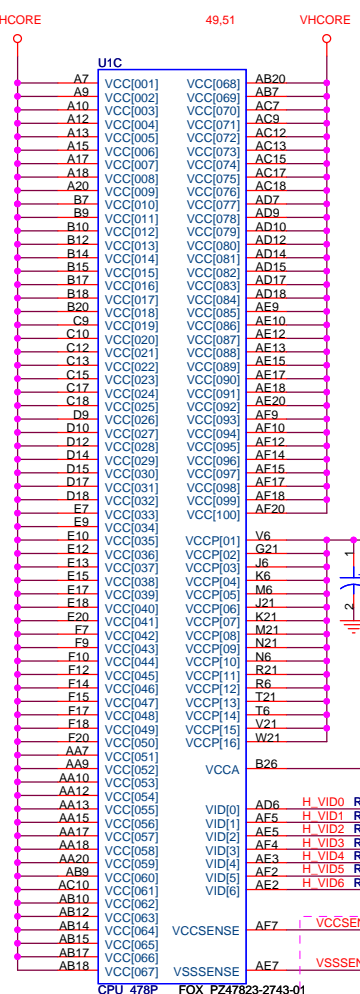 VHCORE 49,51 VHCORE
U1C
A7 VCC[001] VCC[068] AB20
A9 VCC[002] VCC[069] AB7
A10 VCC[003] VCC[070] AC7
A12 VCC[004] VCC[071] AC9
A13 VCC[005] VCC[072] AC12
A15 VCC[006] VCC[073] AC13
A17 VCC[007] VCC[074] AC15
A18 VCC[008] VCC[075] AC17
A20 VCC[009] VCC[076] AC18
B7 VCC[010] VCC[077] AD7
B9 VCC[011] VCC[078] AD9
B10 VCC[012] VCC[079] AD10
B12 VCC[013] VCC[080] AD12
B14 VCC[014] VCC[081] AD14
B15 VCC[015] VCC[082] AD15
B17 VCC[016] VCC[083] AD17
B18 VCC[017] VCC[084] AD18
B20 VCC[018] VCC[085] AE9
C9 VCC[019] VCC[086] AE10
C10 VCC[020] VCC[087] AE12
C12 VCC[021] VCC[088] AE13
C13 VCC[022] VCC[089] AE15
C15 VCC[023] VCC[090] AE17
C17 VCC[024] VCC[091] AE18
C18 VCC[025] VCC[092] AE20
D9 VCC[026] VCC[093] AF9
D10 VCC[027] VCC[094] AF10
D12 VCC[028] VCC[095] AF12
D14 VCC[029] VCC[096] AF14
D15 VCC[030] VCC[097] AF15
D17 VCC[031] VCC[098] AF17
D18 VCC[032] VCC[099] AF18
E7 VCC[033] VCC[100] AF20
E9 VCC[034]
E10 VCC[035] VCCP[01] V6
E12 VCC[036] VCCP[02] G21 1
E13 VCC[037] VCCP[03] J6
E15 VCC[038] VCCP[04] K6
E17 VCC[039] VCCP[05] M6
E18 VCC[040] VCCP[06] J21 2
E20 VCC[041] VCCP[07] K21
F7 VCC[042] VCCP[08] M21
F9 VCC[043] VCCP[09] N21
F10 VCC[044] VCCP[10] N6
F12 VCC[045] VCCP[11] R21
F14 VCC[046] VCCP[12] R6
F15 VCC[047] VCCP[13] T21
F17 VCC[048] VCCP[14] T6
F18 VCC[049] VCCP[15] V21
F20 VCC[050] VCCP[16] W21
AA7 VCC[051]
AA9 VCC[052] VCCA B26
AA10 VCC[053]
AA12 VCC[054]
AA13 VCC[055] VID[0] AD6 H_VID0 R
AA15 VCC[056] VID[1] AF5 H_VID1 R
AA17 VCC[057] VID[2] AE5 H_VID2 R
AA18 VCC[058] VID[3] AF4 H_VID3 R
AA20 VCC[059] VID[4] AE3 H_VID4 R
AB9 VCC[060] VID[5] AF2 H_VID5 R
AC10 VCC[061] VID[6] AE2 H_VID6 R
AB10 VCC[062]
AB12 VCC[063]
AB14 VCC[064] VCCSENSE AF7 VCCSEN
AB15 VCC[065]
AB17 VCC[066]
AB18 VCC[067] VSSSENSE AE7 VSSSEN
CPU_478P FOX_PZ47823-2743-01